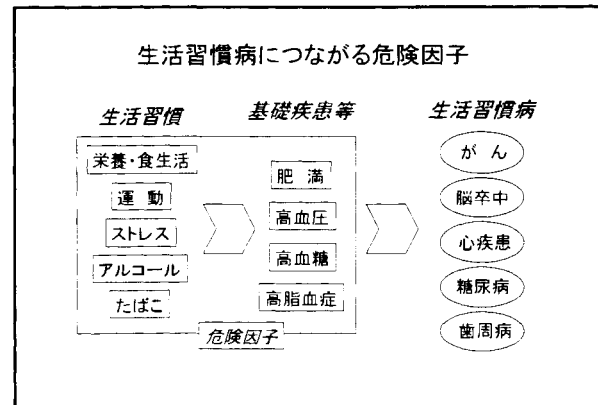 生活習慣病につながる危険因子
生活習慣
栄養・食生活
運 動
ストレス
アルコール
たばこ
基礎疾患等
肥 満
高血圧
高血糖
高脂血症
危険因子
生活習慣病
が ん
脳卒中
心疾患
糖尿病
歯周病